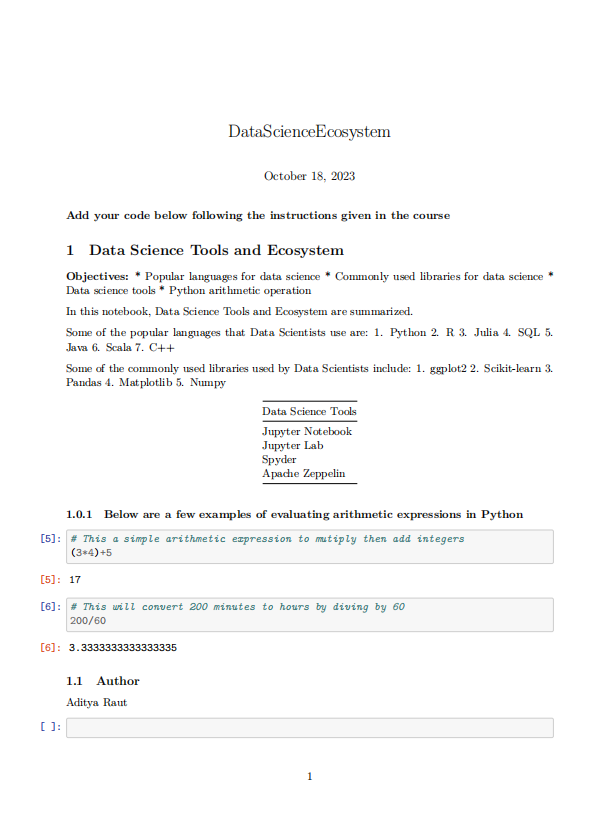 DataScienceEcosystem
October 18, 2023
Add your code below following the instructions given in the course
1 Data Science Tools and Ecosystem
Objectives: * Popular languages for data science * Commonly used libraries for data science *
Data science tools * Python arithmetic operation
In this notebook, Data Science Tools and Ecosystem are summarized.
Some of the popular languages that Data Scientists use are: 1. Python 2. R 3. Julia 4. SQL 5.
Java 6. Scala 7. C++
Some of the commonly used libraries used by Data Scientists include: 1. ggplot2 2. Scikit-learn 3.
Pandas 4. Matplotlib 5. Numpy
Data Science Tools
Jupyter Notebook
Jupyter Lab
Spyder
Apache Zeppelin
1.0.1 Below are a few examples of evaluating arithmetic expressions in Python
[5]: # This a simple arithmetic expression to mutiply then add integers
(3*4)+5
[5]: 17
[6]: # This will convert 200 minutes to hours by diving by 60
200/60
[6]: 3.3333333333333335
1.1 Author
Aditya Raut
[ ]:
1